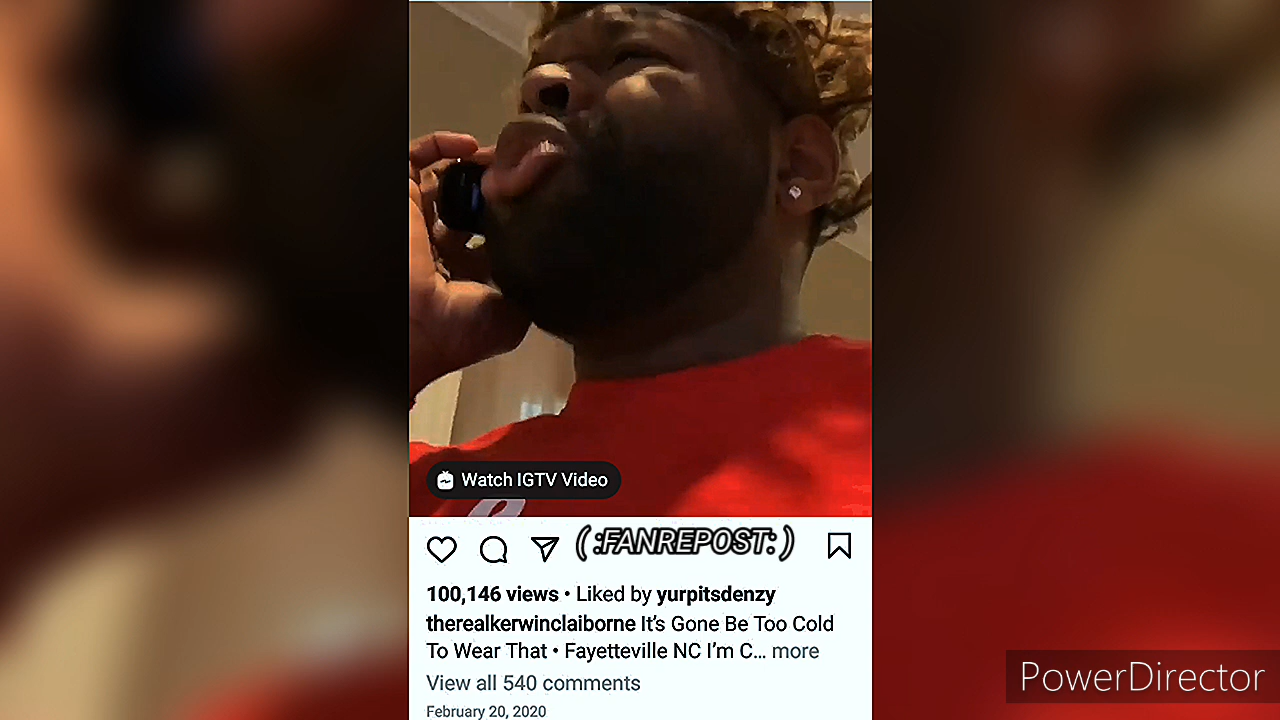 Watch IGTV Video
( :FANREPOST: )
100,146 views • Liked by yurpitsdenzy
therealkerwinclaiborne It's Gone Be Too Cold
To Wear That • Fayetteville NC I'm C... more
View all 540 comments
February 20, 2020
PowerDirector